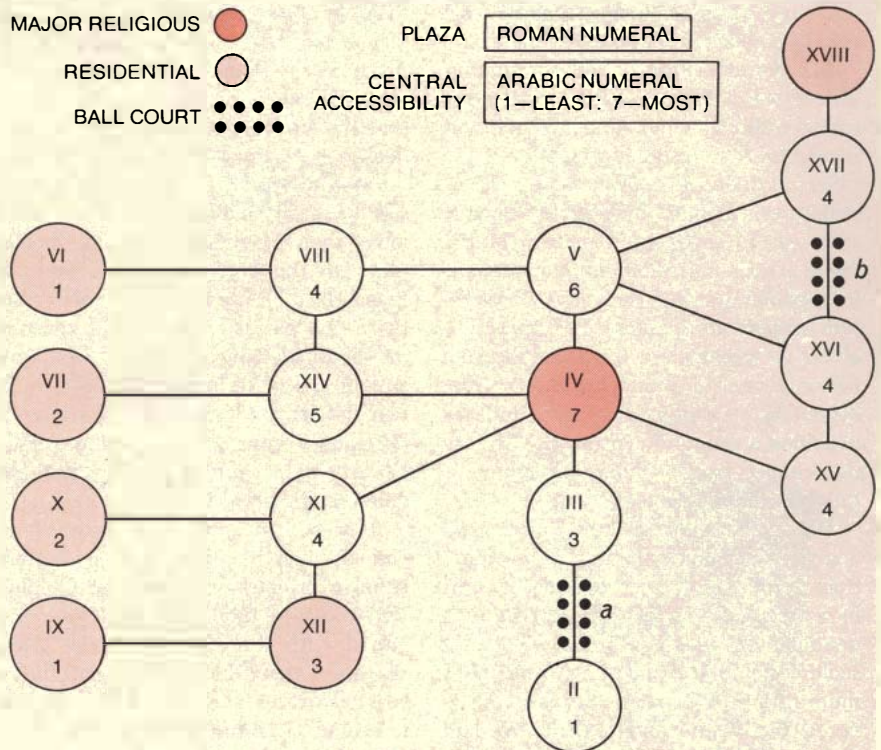 MAJOR RELIGIOUS
RESIDENTIAL
BALL COURT
PLAZA
ROMAN NUMERAL
CENTRAL
ACCESSIBILITY
ARABIC NUMERAL
(1—LEAST: 7—MOST)
XVIII
XVII
4
b
VI
1
VIII
4
V
6
VII
2
XIV
5
IV
7
XVI
4
X
2
XI
4
III
3
XV
4
a
IX
1
XII
3
II
1